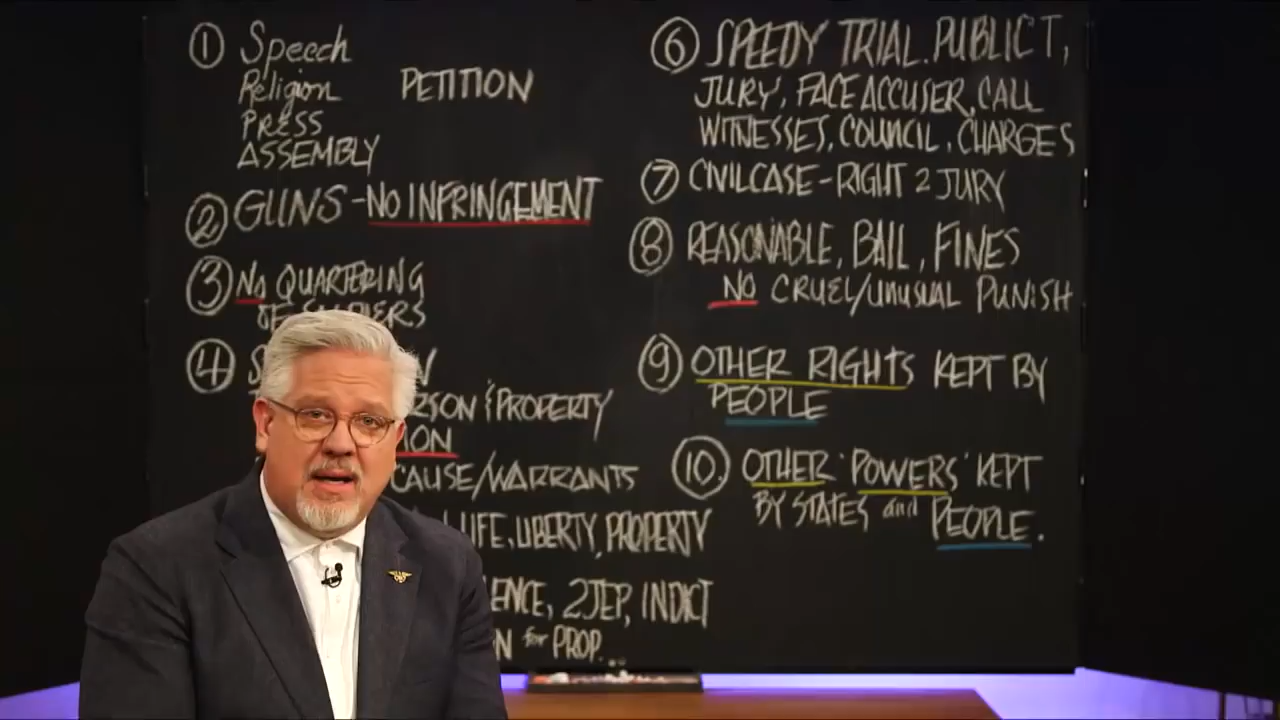 ① Speech
Religion
PRESS
ASSEMBLY
PETITION
② GUNS - NO INFRINGEMENT
③ NO QUARTERING
OF
④
& PROPERTY
CAUSE/WARRANTS
LIBERTY, PROPERTY
2JEP, INDICT
for PROP...
⑥ SPEEDY TRIAL. PUBLIC T,
JURY, FACE ACCUSER, CALL
WITNESSES, COUNCIL, CHARGES
⑦ CIVIL CASE - RIGHT 2 JURY
⑧ REASONABLE, BAIL, FINES
NO CRUEL/UNUSUAL PUNISH
⑨ OTHER RIGHTS KEPT BY
PEOPLE
⑩ OTHER 'POWERS' KEPT
BY STATES and PEOPLE.